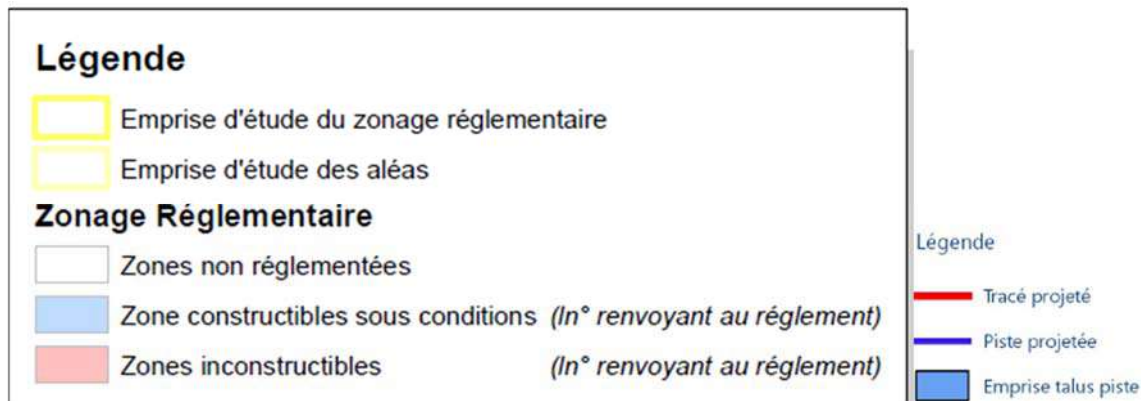 Légende
Emprise d'étude du zonage réglementaire
Emprise d'étude des aléas
Zonage Réglementaire
Zones non réglementées
Zone constructibles sous conditions (In° renvoyant au réglement)
Zones inconstructibles (In° renvoyant au réglement)
Légende
Tracé projeté
Piste projetée
Emprise talus piste